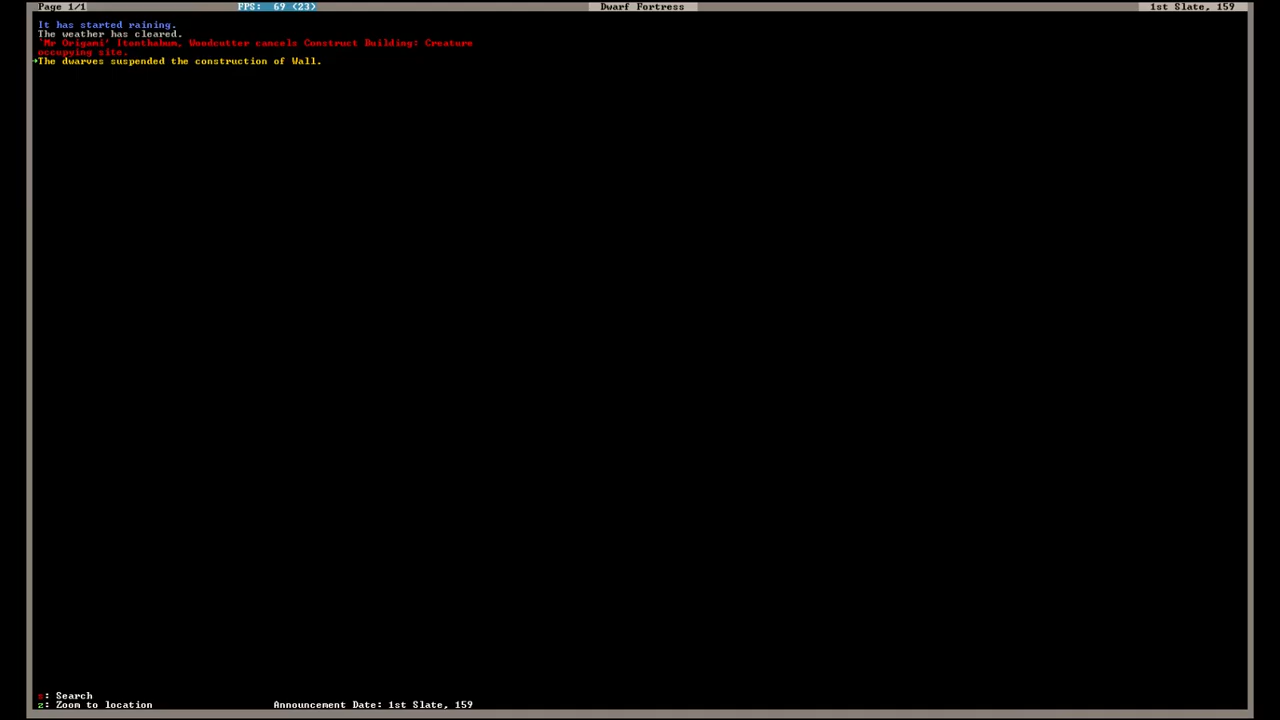 Page 1/1 FPS: 69 (23) Dwarf Fortress 1st Slate, 159
It has started raining.
The weather has cleared.
'Mr Origami' Itonthabum, Woodcutter cancels Construct Building: Creature
occupying site.
The dwarves suspended the construction of Wall.
s: Search
z: Zoom to location Announcement Date: 1st Slate, 159